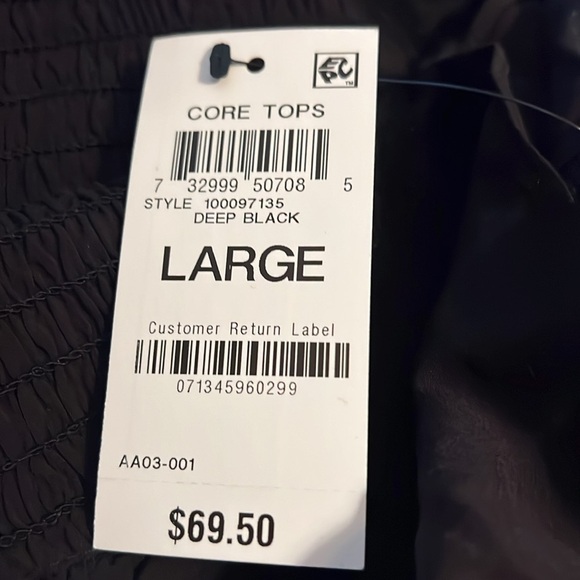 EPC™
CORE TOPS
7 32999 50708 5
STYLE 100097135
DEEP BLACK
LARGE
Customer Return Label
071345960299
AA03-001
$69.50